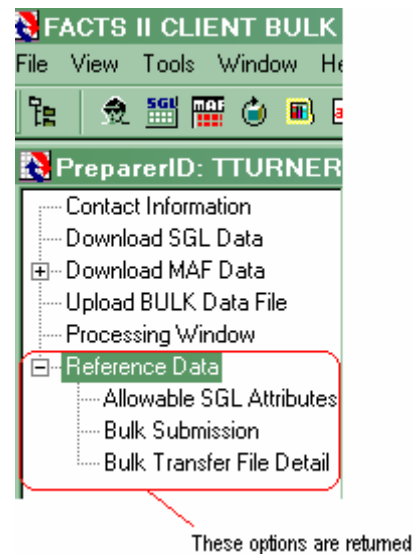 FACTS II CLIENT BULK
File View Tools Window
SGL MAF
PreparerID: TTURNER
Contact Information
Download SGL Data
Download MAF Data
Upload BULK Data File
Processing Window
Reference Data
Allowable SGL Attributes
Bulk Submission
Bulk Transfer File Detail
These options are returned